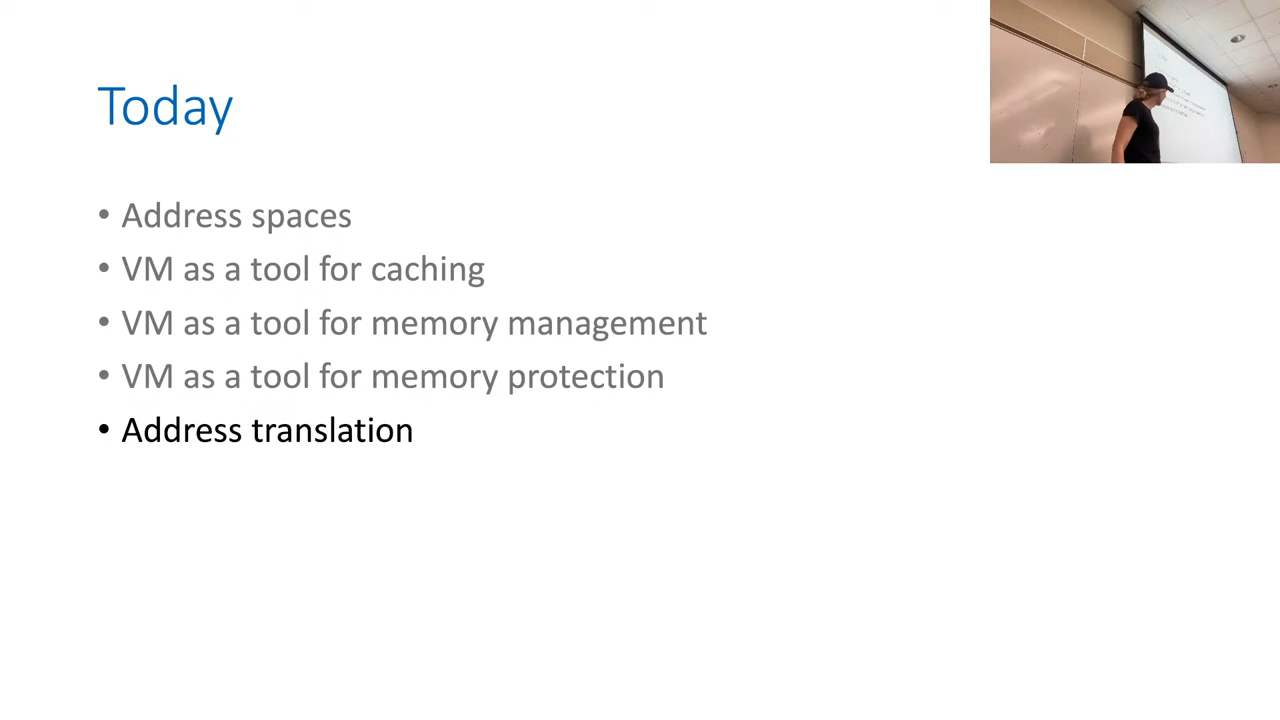 Today
• Address spaces
• VM as a tool for caching
• VM as a tool for memory management
• VM as a tool for memory protection
• Address translation